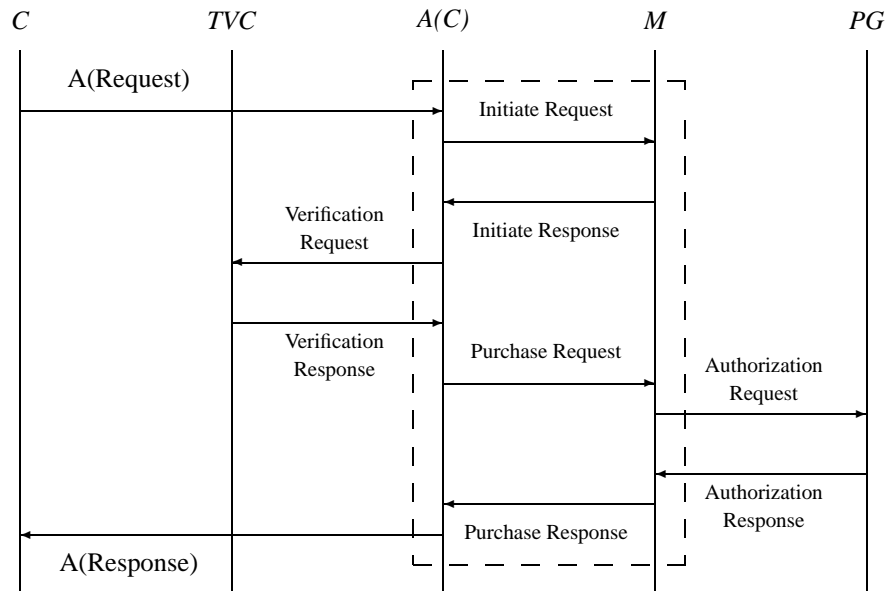 C TVC A(C) M PG
A(Request)
Initiate Request
Verification
Request
Initiate Response
Verification
Response
Purchase Request
Authorization
Request
Authorization
Response
Purchase Response
A(Response)